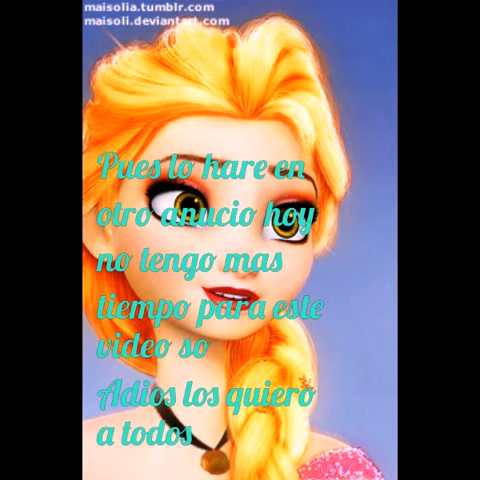 maisolia.tumblr.com
maisoli.deviantart.com
Pues lo hare en
otro anucio hoy
no tengo mas
tiempo para este
video so
Adios los quiero
a todos